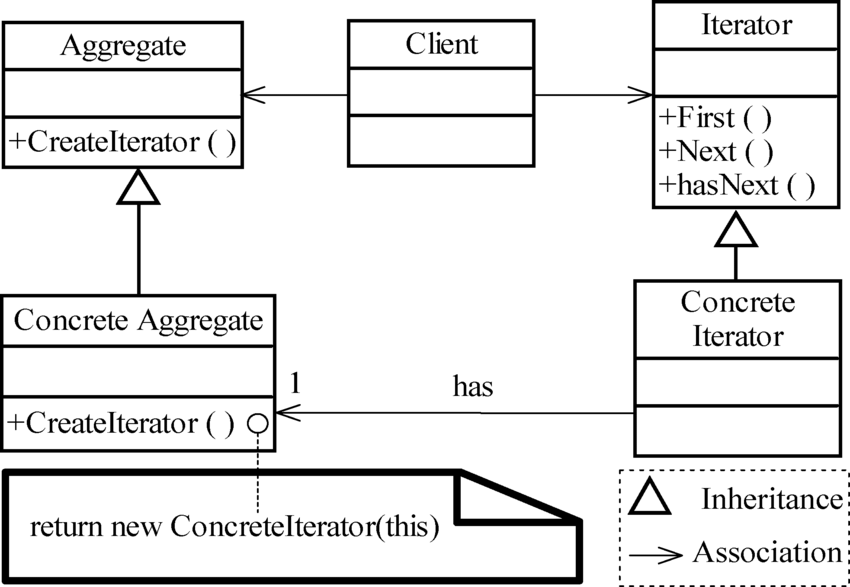 Aggregate
+CreateIterator ( )
Client
Iterator
+First ( )
+Next ( )
+hasNext ( )
Concrete Aggregate
+CreateIterator ( )
1
has
Concrete
Iterator
return new ConcreteIterator(this)
Inheritance
Association